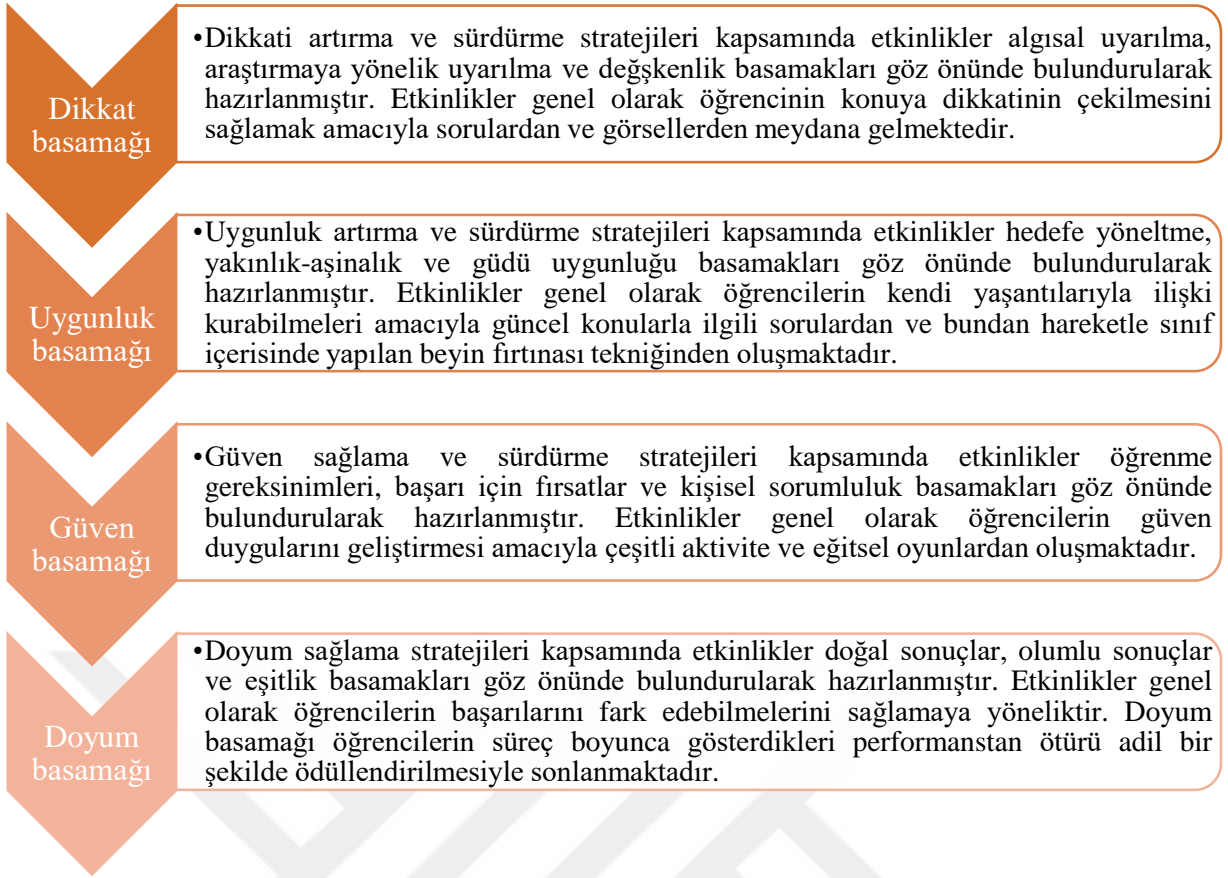 Dikkat
basamağı
•Dikkati artırma ve sürdürme stratejileri kapsamında etkinlikler algısal uyarılma,
araştırmaya yönelik uyarılma ve değşkenlik basamakları göz önünde bulundurularak
hazırlanmıştır. Etkinlikler genel olarak öğrencinin konuya dikkatinin çekilmesini
sağlamak amacıyla sorulardan ve görsellerden meydana gelmektedir.
Uygunluk
basamağı
•Uygunluk artırma ve sürdürme stratejileri kapsamında etkinlikler hedefe yöneltme,
yakınlık-aşinalık ve güdü uygunluğu basamakları göz önünde bulundurularak
hazırlanmıştır. Etkinlikler genel olarak öğrencilerin kendi yaşantılarıyla ilişki
kurabilmeleri amacıyla güncel konularla ilgili sorulardan ve bundan hareketle sınıf
içerisinde yapılan beyin fırtınası tekniğinden oluşmaktadır.
Güven
basamağı
•Güven sağlama ve sürdürme stratejileri kapsamında etkinlikler öğrenme
gereksinimleri, başarı için fırsatlar ve kişisel sorumluluk basamakları göz önünde
bulundurularak hazırlanmıştır. Etkinlikler genel olarak öğrencilerin güven
duygularını geliştirmesi amacıyla çeşitli aktivite ve eğitsel oyunlardan oluşmaktadır.
Doyum
basamağı
•Doyum sağlama stratejileri kapsamında etkinlikler doğal sonuçlar, olumlu sonuçlar
ve eşitlik basamakları göz önünde bulundurularak hazırlanmıştır. Etkinlikler genel
olarak öğrencilerin başarılarını fark edebilmelerini sağlamaya yöneliktir. Doyum
basamağı öğrencilerin süreç boyunca gösterdikleri performanstan ötürü adil bir
şekilde ödüllendirilmesiyle sonlanmaktadır.